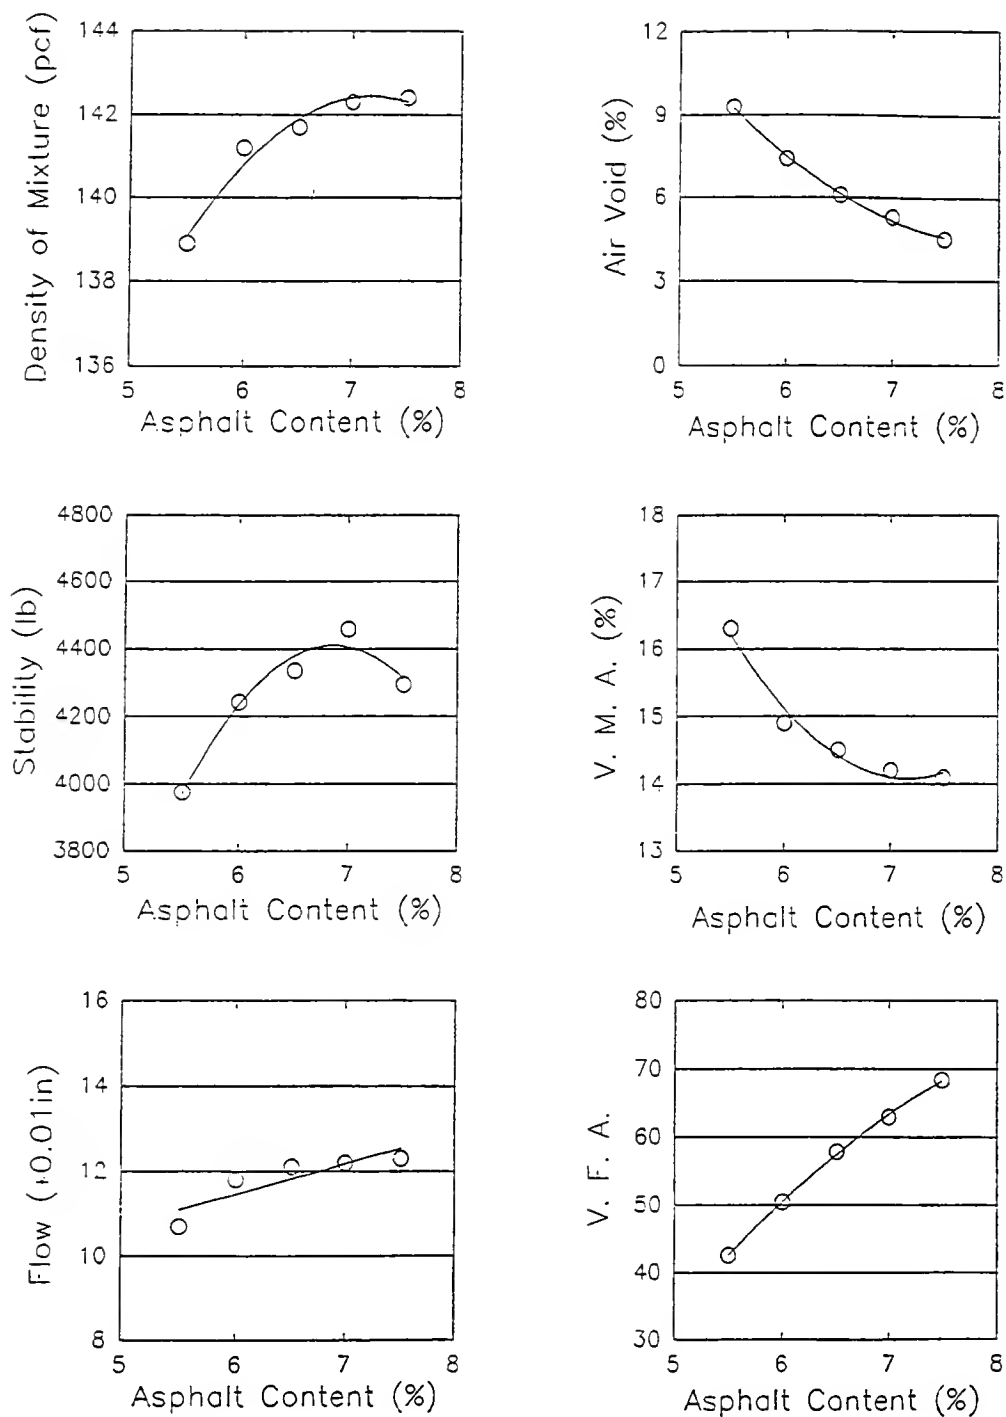 Density of Mixture (pcf)
144
142
140
138
136
5 6 7 8
Asphalt Content (%)
Air Void (%)
12
9
6
3
0
5 6 7 8
Asphalt Content (%)
Stability (lb)
4800
4600
4400
4200
4000
3800
5 6 7 8
Asphalt Content (%)
V. M. A. (%)
18
17
16
15
14
13
5 6 7 8
Asphalt Content (%)
Flow (+0.01in)
16
14
12
10
8
5 6 7 8
Asphalt Content (%)
V. F. A.
80
70
60
50
40
30
5 6 7 8
Asphalt Content (%)